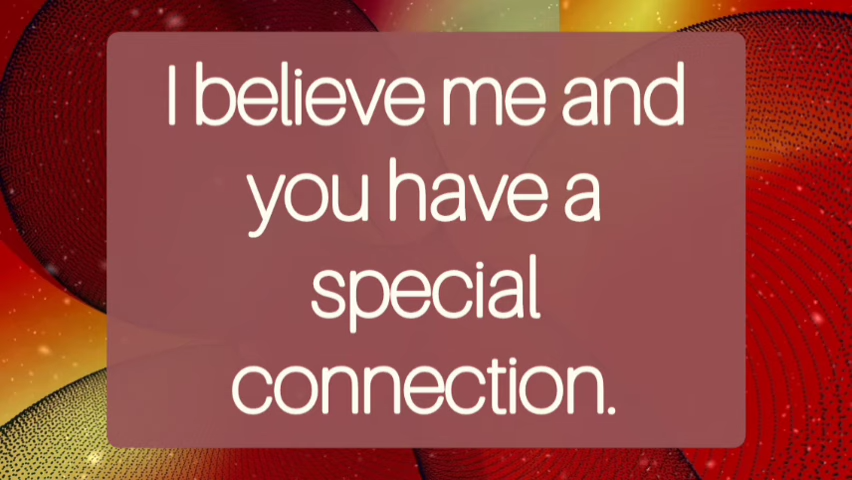 I believe me and
you have a
special
connection.